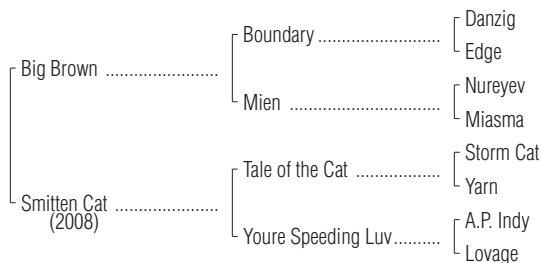 Danzig
Boundary ........................
Edge
Big Brown ......................
Nureyev
Mien .............................
Miasma
Storm Cat
Tale of the Cat .................
Yarn
Smitten Cat ....................
(2008)
A.P. Indy
Youre Speeding Luv..........
Lovage